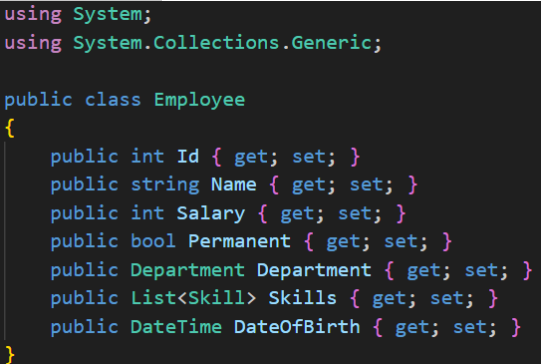 using System;
using System.Collections.Generic;

public class Employee
{
    public int Id { get; set; }
    public string Name { get; set; }
    public int Salary { get; set; }
    public bool Permanent { get; set; }
    public Department Department { get; set; }
    public List<Skill> Skills { get; set; }
    public DateTime DateOfBirth { get; set; }
}